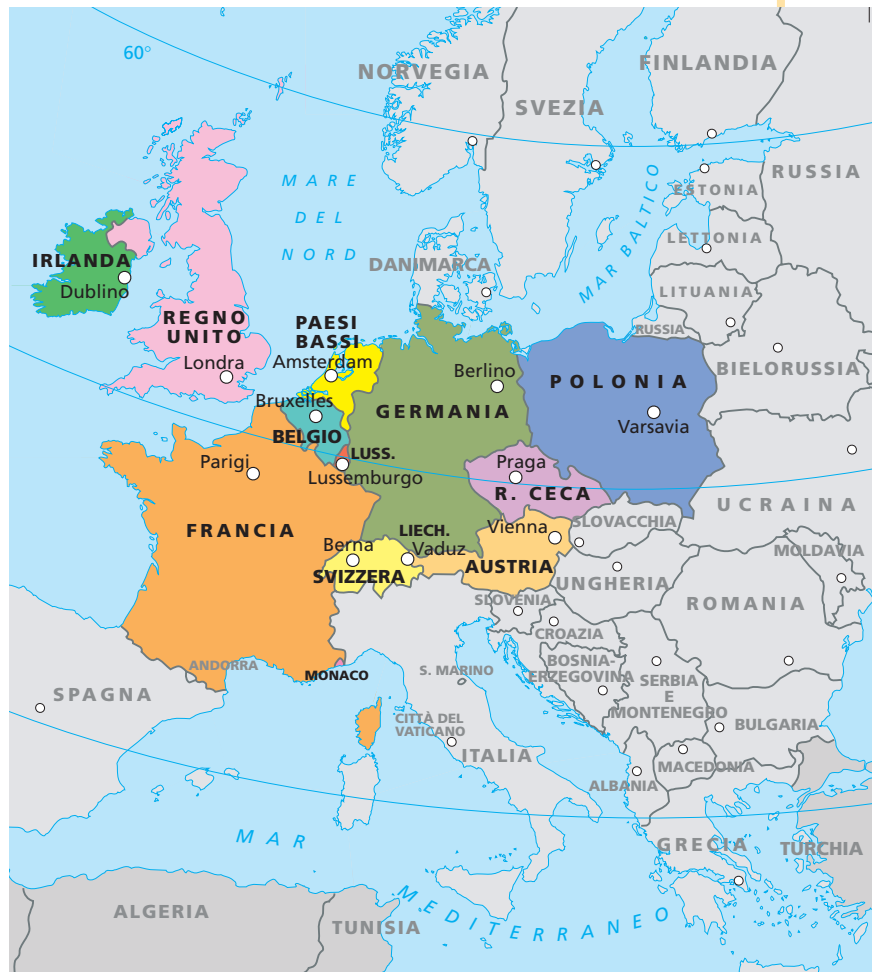 60°
NORVEGIA
FINLANDIA
SVEZIA
RUSSIA
ESTONIA
MARE
DEL
NORD
MAR BALTICO
LETTONIA
DANIMARCA
LITUANIA
RUSSIA
IRLANDA
Dublino
REGNO
UNITO
Londra
PAESI
BASSI
Amsterdam
Berlino
BIELORUSSIA
POLONIA
Varsavia
Bruxelles
BELGIO
GERMANIA
LUSS.
Lussemburgo
Parigi
Praga
R. CECA
UCRAINA
FRANCIA
LIECH.
Vaduz
Vienna
SLOVACCHIA
MOLDAVIA
Berna
SVIZZERA
AUSTRIA
UNGHERIA
SLOVENIA
ROMANIA
CROAZIA
ANDORRA
MONACO
S. MARINO
BOSNIA-
ERZEGOVINA
SERBIA
E
MONTENEGRO
SPAGNA
CITTÀ DEL
VATICANO
ITALIA
BULGARIA
MACEDONIA
ALBANIA
GRECIA
TURCHIA
MAR
MEDITERRANEO
ALGERIA
TUNISIA